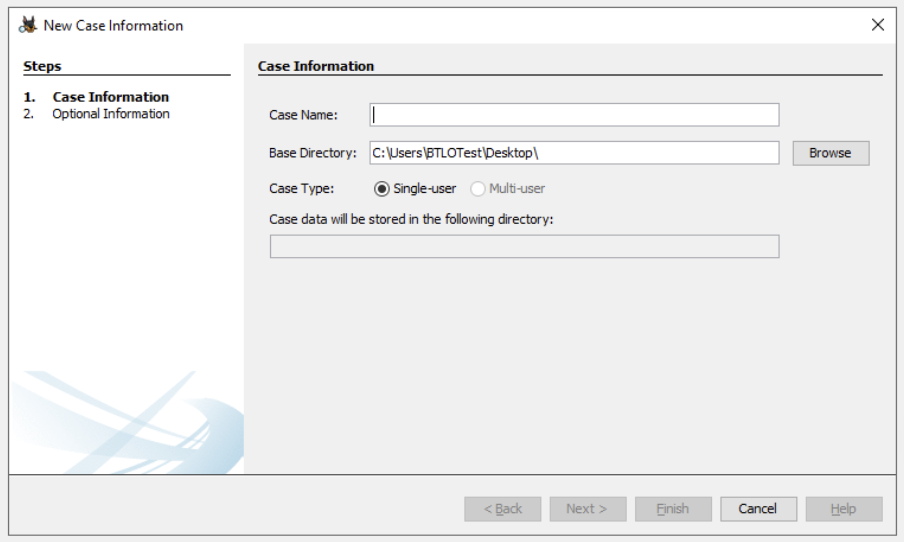 New Case Information
Steps
1. Case Information
2. Optional Information
Case Information
Case Name:
Base Directory: C:\Users\BTLOTest\Desktop\ Browse
Case Type: Single-user Multi-user
Case data will be stored in the following directory:
< Back Next > Finish Cancel Help